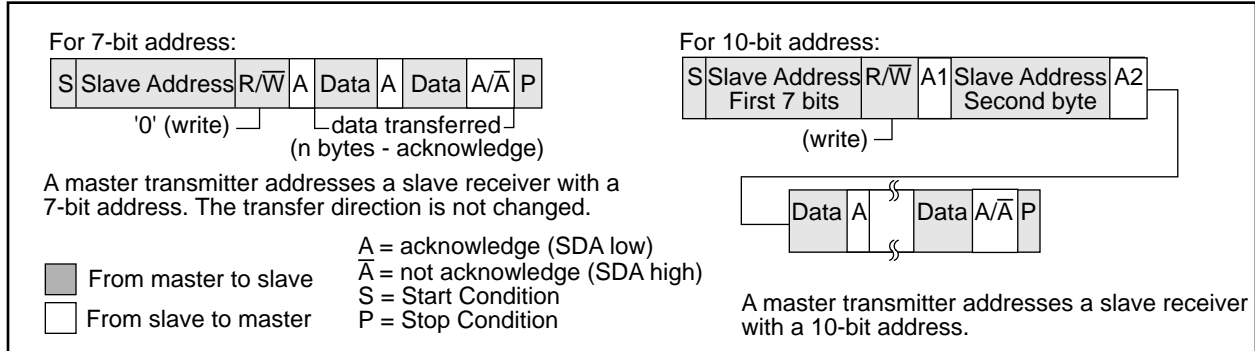 For 7-bit address:
S Slave Address R/W̅ A Data A Data A/A̅ P
'0' (write)
data transferred
(n bytes - acknowledge)
A master transmitter addresses a slave receiver with a
7-bit address. The transfer direction is not changed.
From master to slave
From slave to master
A = acknowledge (SDA low)
A̅ = not acknowledge (SDA high)
S = Start Condition
P = Stop Condition
For 10-bit address:
S Slave Address First 7 bits R/W̅ A1 Slave Address Second byte A2
(write)
Data A Data A/A̅ P
A master transmitter addresses a slave receiver
with a 10-bit address.